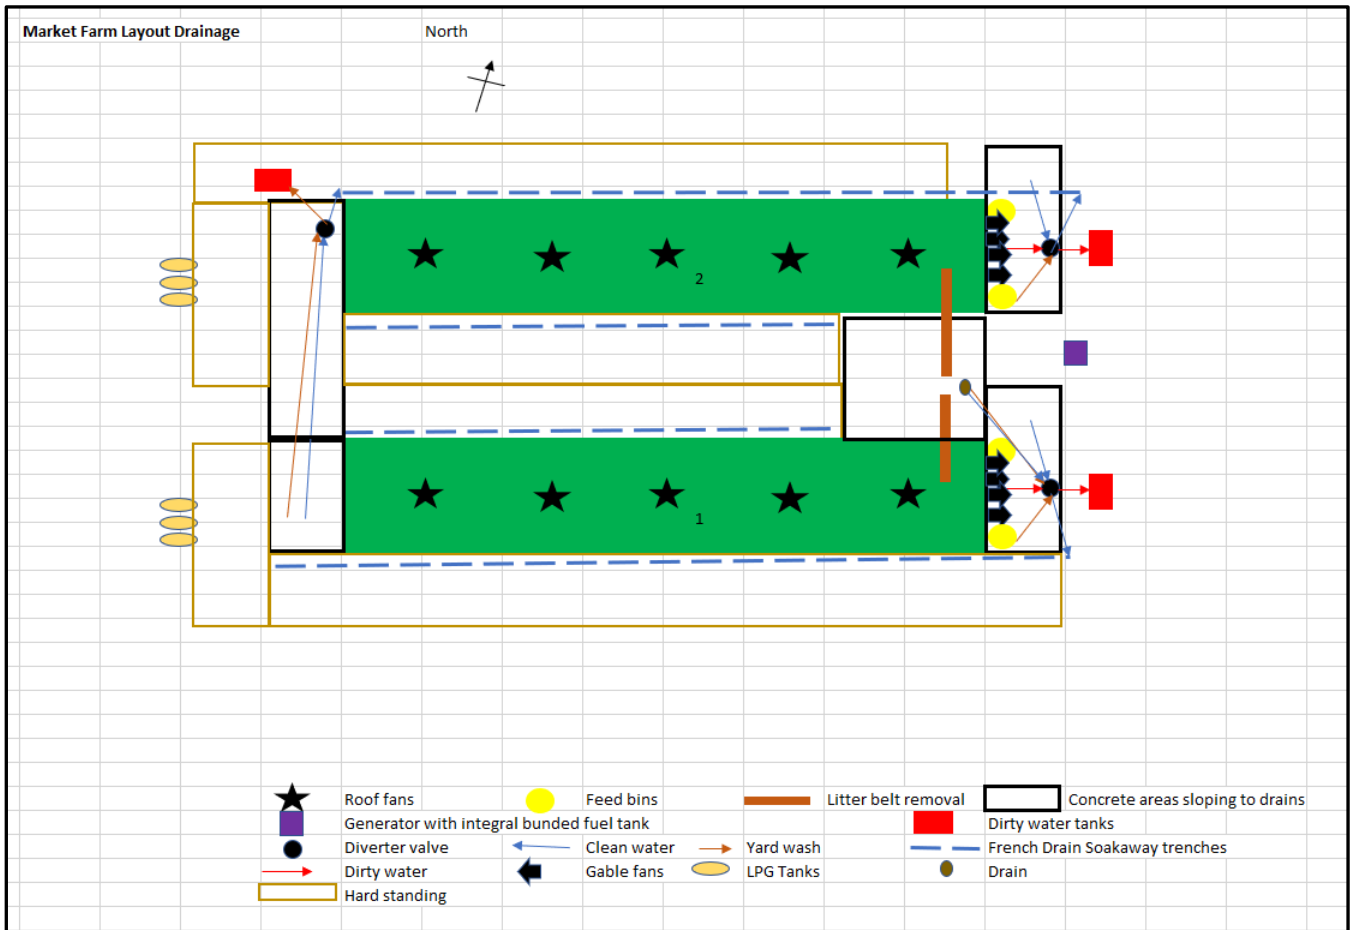 Market Farm Layout Drainage
North
2
1
Roof fans
Feed bins
Litter belt removal
Concrete areas sloping to drains
Generator with integral bunded fuel tank
Dirty water tanks
Diverter valve
Clean water
Yard wash
French Drain Soakaway trenches
Dirty water
Gable fans
LPG Tanks
Drain
Hard standing